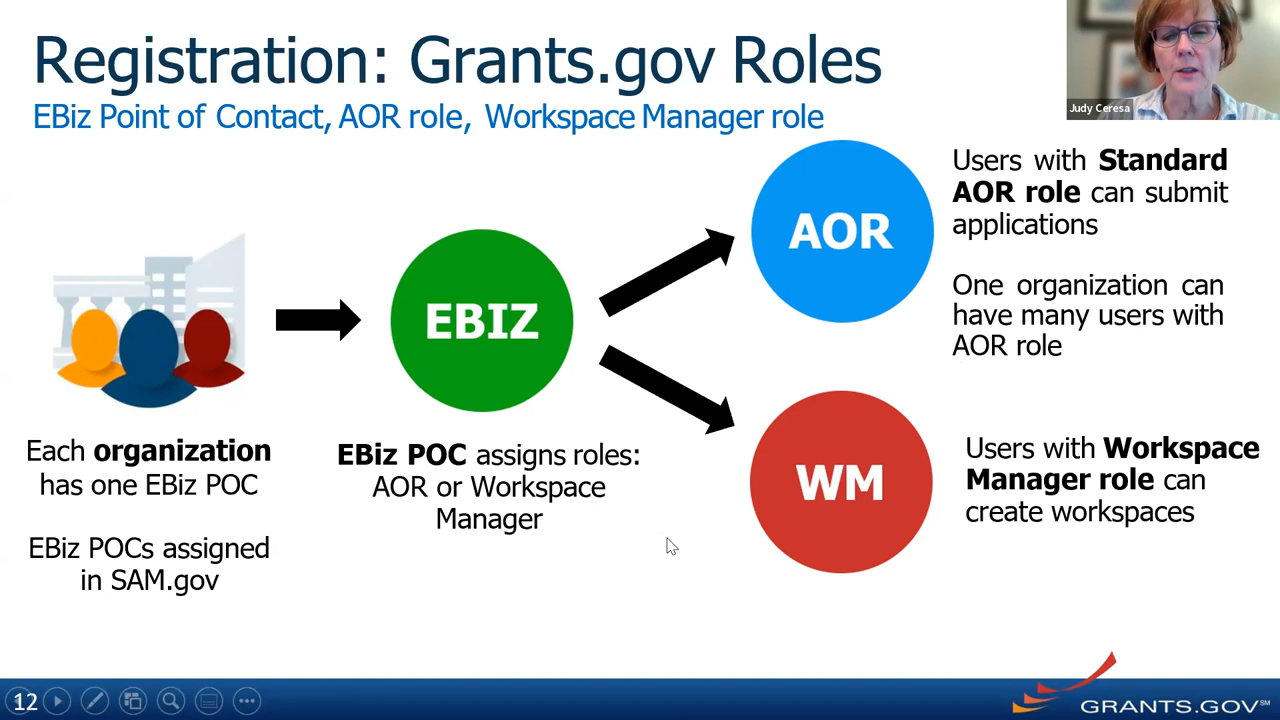 Registration: Grants.gov Roles
EBiz Point of Contact, AOR role, Workspace Manager role
Judy Ceresa
Each organization
has one EBiz POC
EBiz POCs assigned
in SAM.gov
EBIZ
EBiz POC assigns roles:
AOR or Workspace
Manager
AOR
Users with Standard
AOR role can submit
applications
One organization can
have many users with
AOR role
WM
Users with Workspace
Manager role can
create workspaces
12
GRANTS.GOV℠